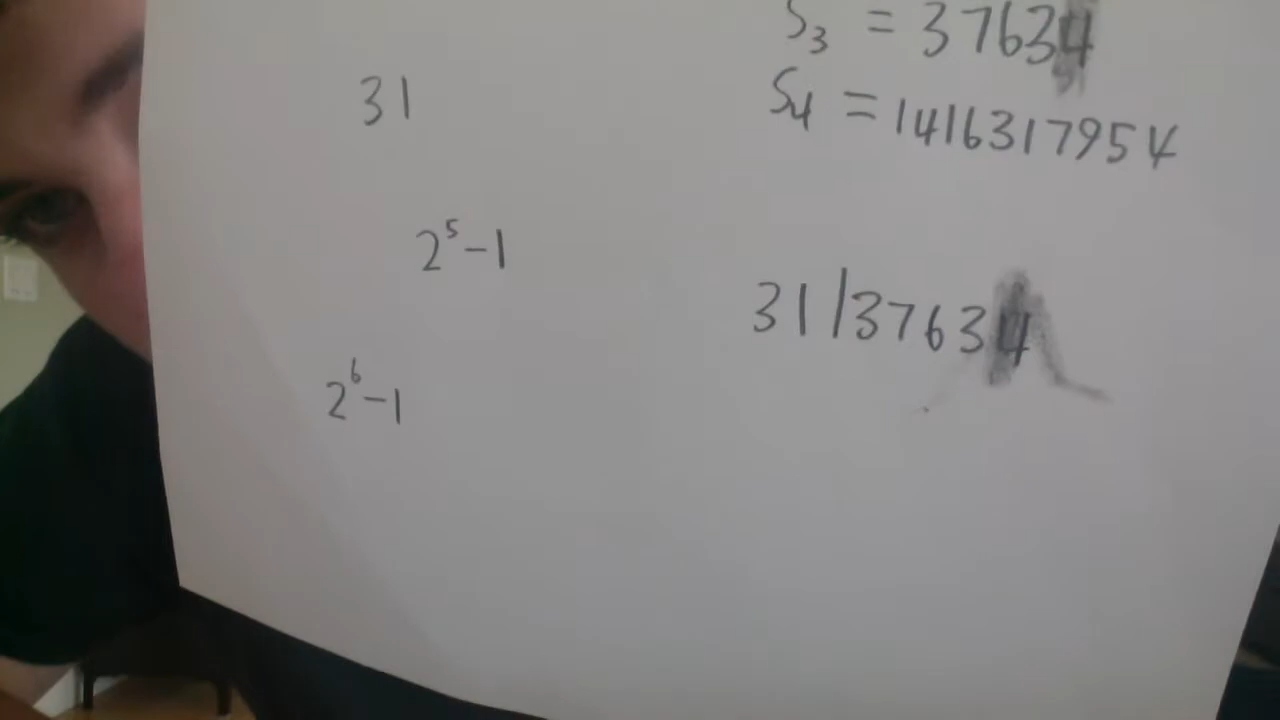 S₃ = 37634
S₄ = 1416317954
31
2⁵-1
31|37634
2⁶-1